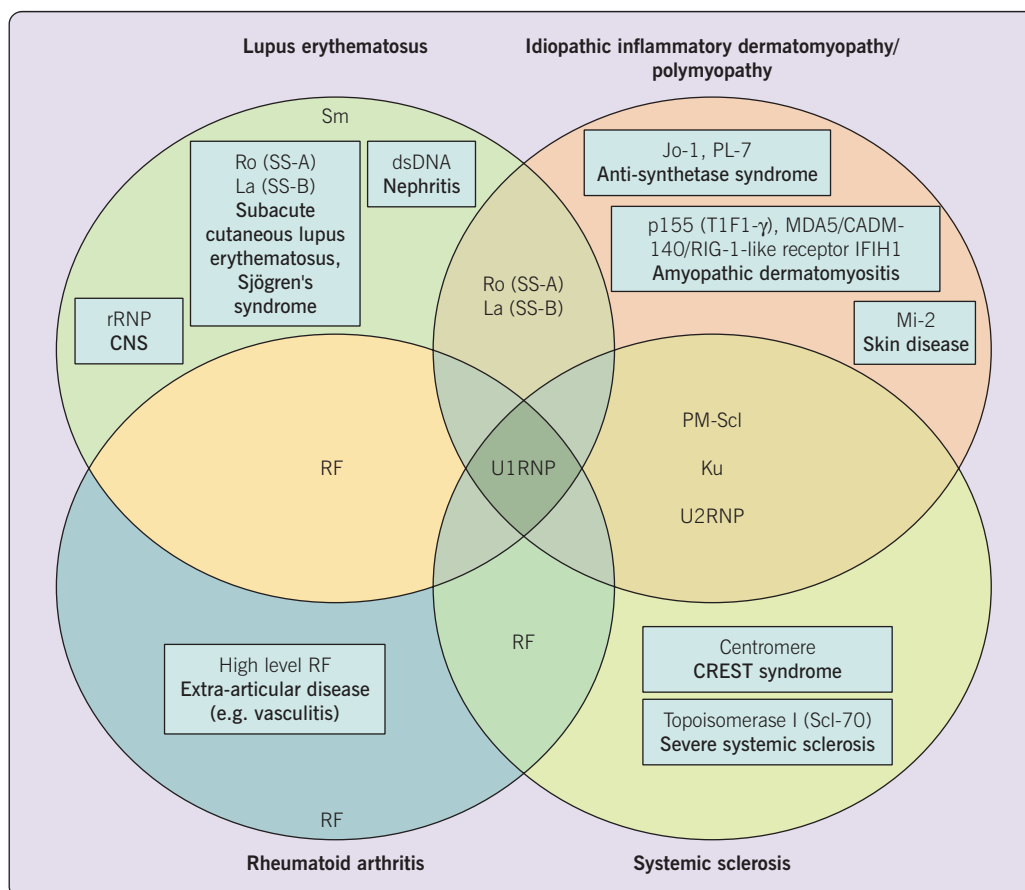 Lupus erythematosus
Idiopathic inflammatory dermatomyopathy/
polymyopathy
Sm
Ro (SS-A)
La (SS-B)
Subacute
cutaneous lupus
erythematosus,
Sjögren's
syndrome
dsDNA
Nephritis
rRNP
CNS
Jo-1, PL-7
Anti-synthetase syndrome
p155 (T1F1-γ), MDA5/CADM-
140/RIG-1-like receptor IFIH1
Amyopathic dermatomyositis
Ro (SS-A)
La (SS-B)
Mi-2
Skin disease
RF
U1RNP
PM-Scl
Ku
U2RNP
High level RF
Extra-articular disease
(e.g. vasculitis)
RF
Centromere
CREST syndrome
Topoisomerase I (Scl-70)
Severe systemic sclerosis
RF
Rheumatoid arthritis
Systemic sclerosis